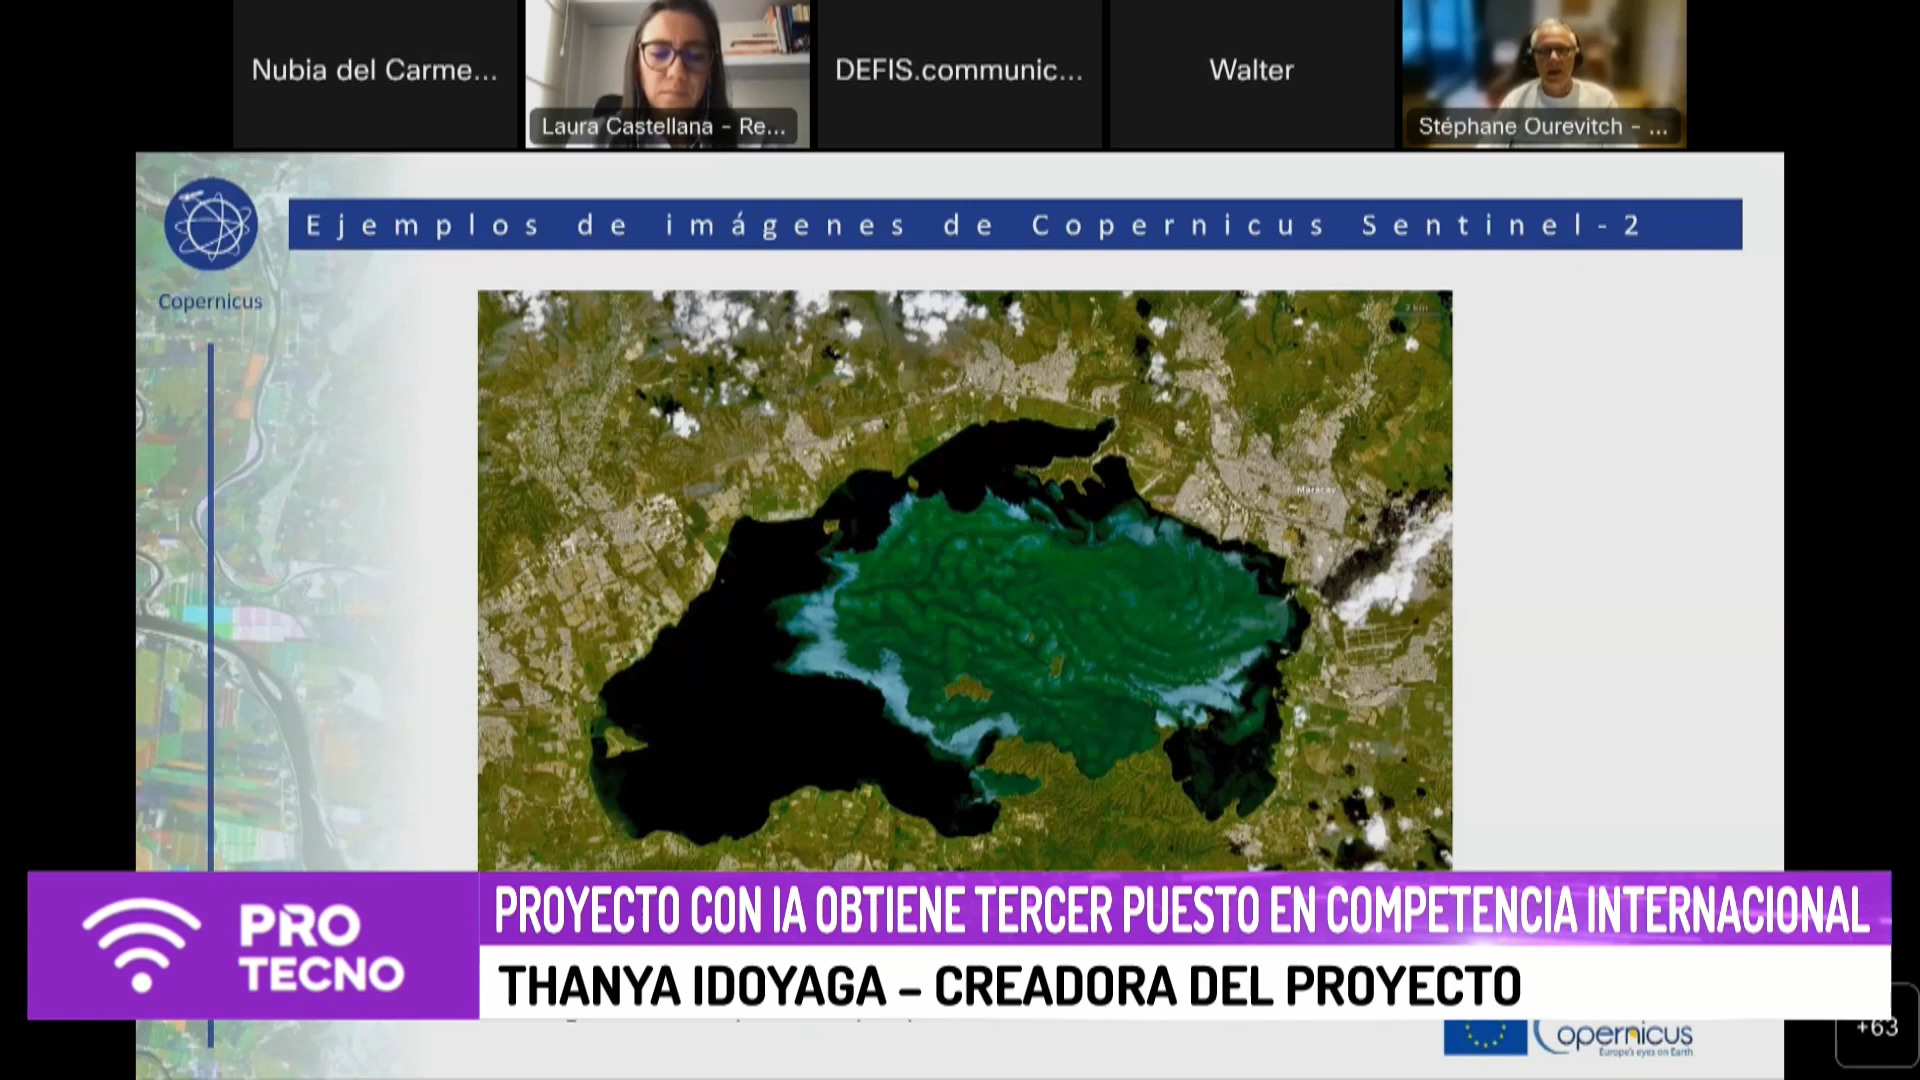 Nubia del Carme...
Laura Castellana - Re...
DEFIS.communic...
Walter
Stéphane Ourevitch - ...
Copernicus
Ejemplos de imágenes de Copernicus Sentinel-2
Maracay
PRO
TECNO
PROYECTO CON IA OBTIENE TERCER PUESTO EN COMPETENCIA INTERNACIONAL
THANYA IDOYAGA – CREADORA DEL PROYECTO
opernicus
Europe's eyes on Earth
+63